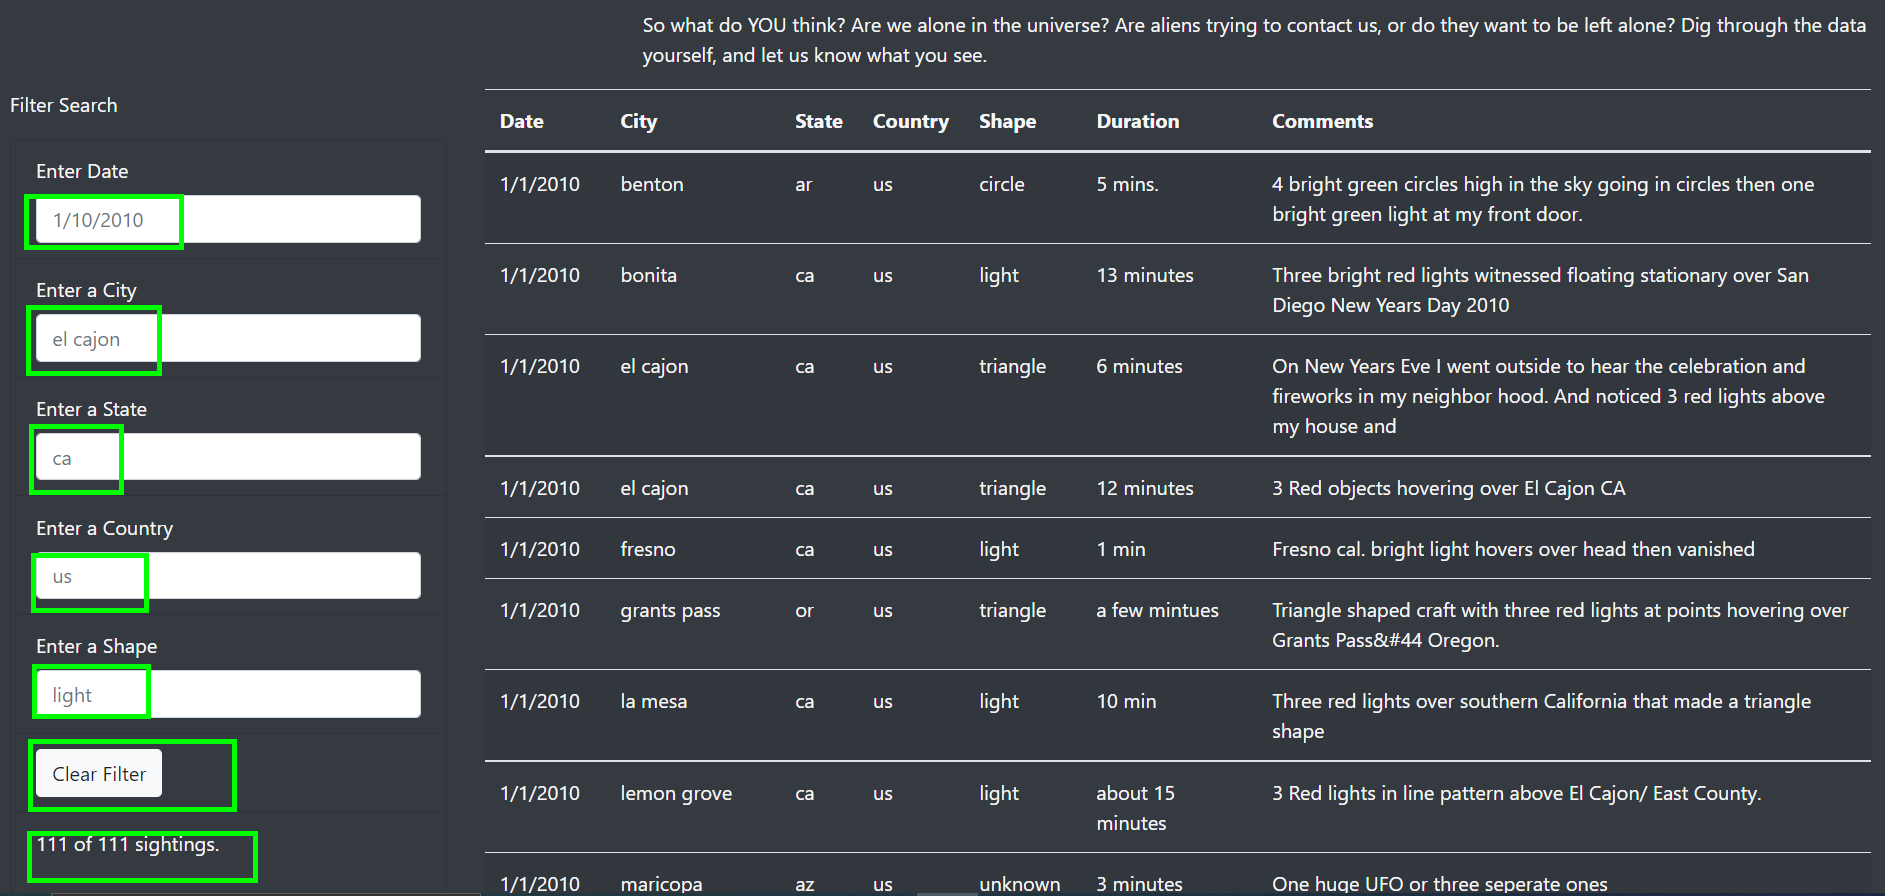 So what do YOU think? Are we alone in the universe? Are aliens trying to contact us, or do they want to be left alone? Dig through the data
yourself, and let us know what you see.
Filter Search
Enter Date
1/10/2010
Enter a City
el cajon
Enter a State
ca
Enter a Country
us
Enter a Shape
light
Clear Filter
111 of 111 sightings.
Date City State Country Shape Duration Comments
1/1/2010 benton ar us circle 5 mins. 4 bright green circles high in the sky going in circles then one
bright green light at my front door.
1/1/2010 bonita ca us light 13 minutes Three bright red lights witnessed floating stationary over San
Diego New Years Day 2010
1/1/2010 el cajon ca us triangle 6 minutes On New Years Eve I went outside to hear the celebration and
fireworks in my neighbor hood. And noticed 3 red lights above
my house and
1/1/2010 el cajon ca us triangle 12 minutes 3 Red objects hovering over El Cajon CA
1/1/2010 fresno ca us light 1 min Fresno cal. bright light hovers over head then vanished
1/1/2010 grants pass or us triangle a few mintues Triangle shaped craft with three red lights at points hovering over
Grants Pass&#44 Oregon.
1/1/2010 la mesa ca us light 10 min Three red lights over southern California that made a triangle
shape
1/1/2010 lemon grove ca us light about 15 3 Red lights in line pattern above El Cajon/ East County.
minutes
1/1/2010 maricopa az us unknown 3 minutes One huge UFO or three seperate ones